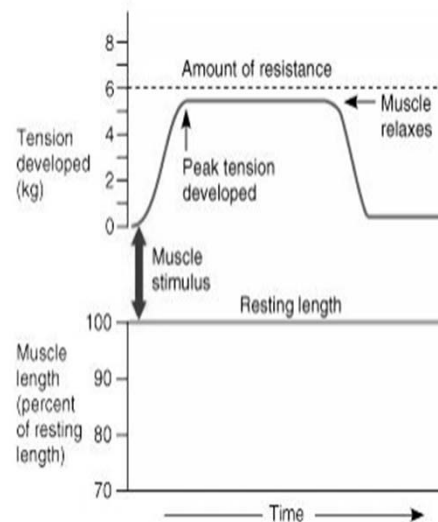 8
Amount of resistance
6
Muscle
relaxes
4
Tension
developed
(kg)
Peak tension
developed
2
0
Muscle
stimulus
Resting length
100
Muscle
length
(percent
of resting
length)
90
80
70
Time